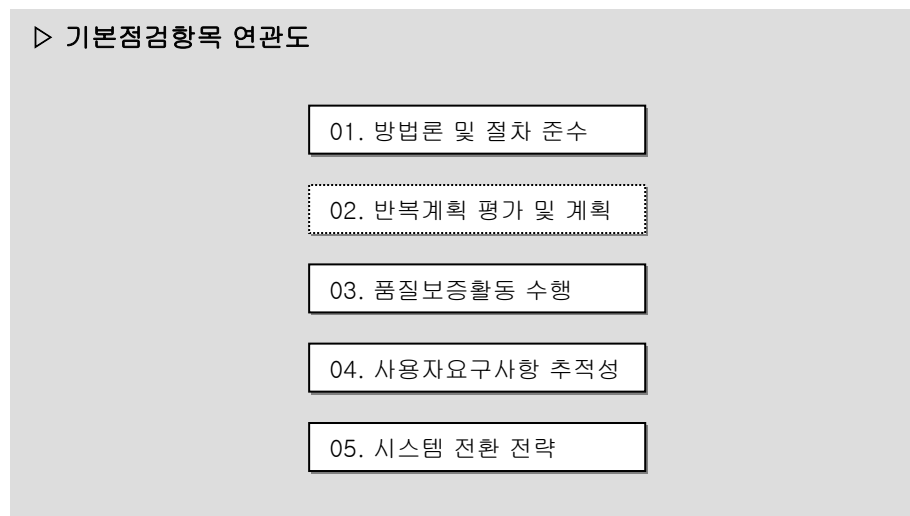 ▷ 기본점검항목 연관도
01. 방법론 및 절차 준수
02. 반복계획 평가 및 계획
03. 품질보증활동 수행
04. 사용자요구사항 추적성
05. 시스템 전환 전략